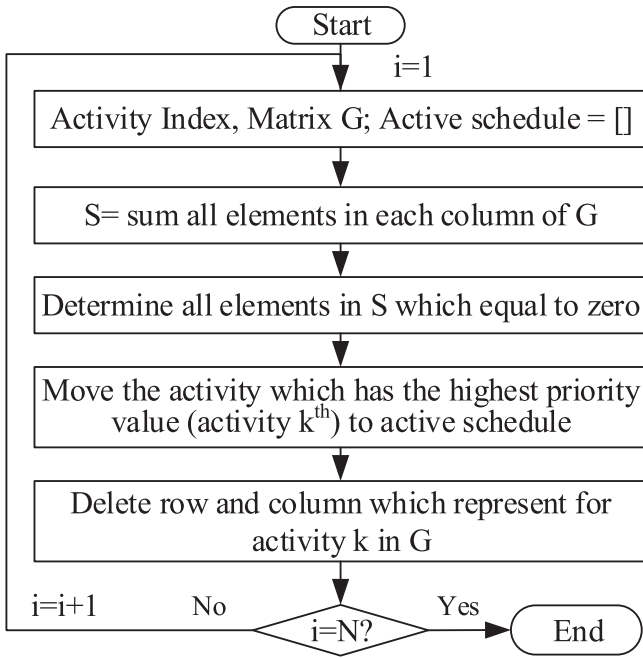 Start
i=1
Activity Index, Matrix G; Active schedule = []
S= sum all elements in each column of G
Determine all elements in S which equal to zero
Move the activity which has the highest priority
value (activity kth) to active schedule
Delete row and column which represent for
activity k in G
i=i+1
No
i=N?
Yes
End